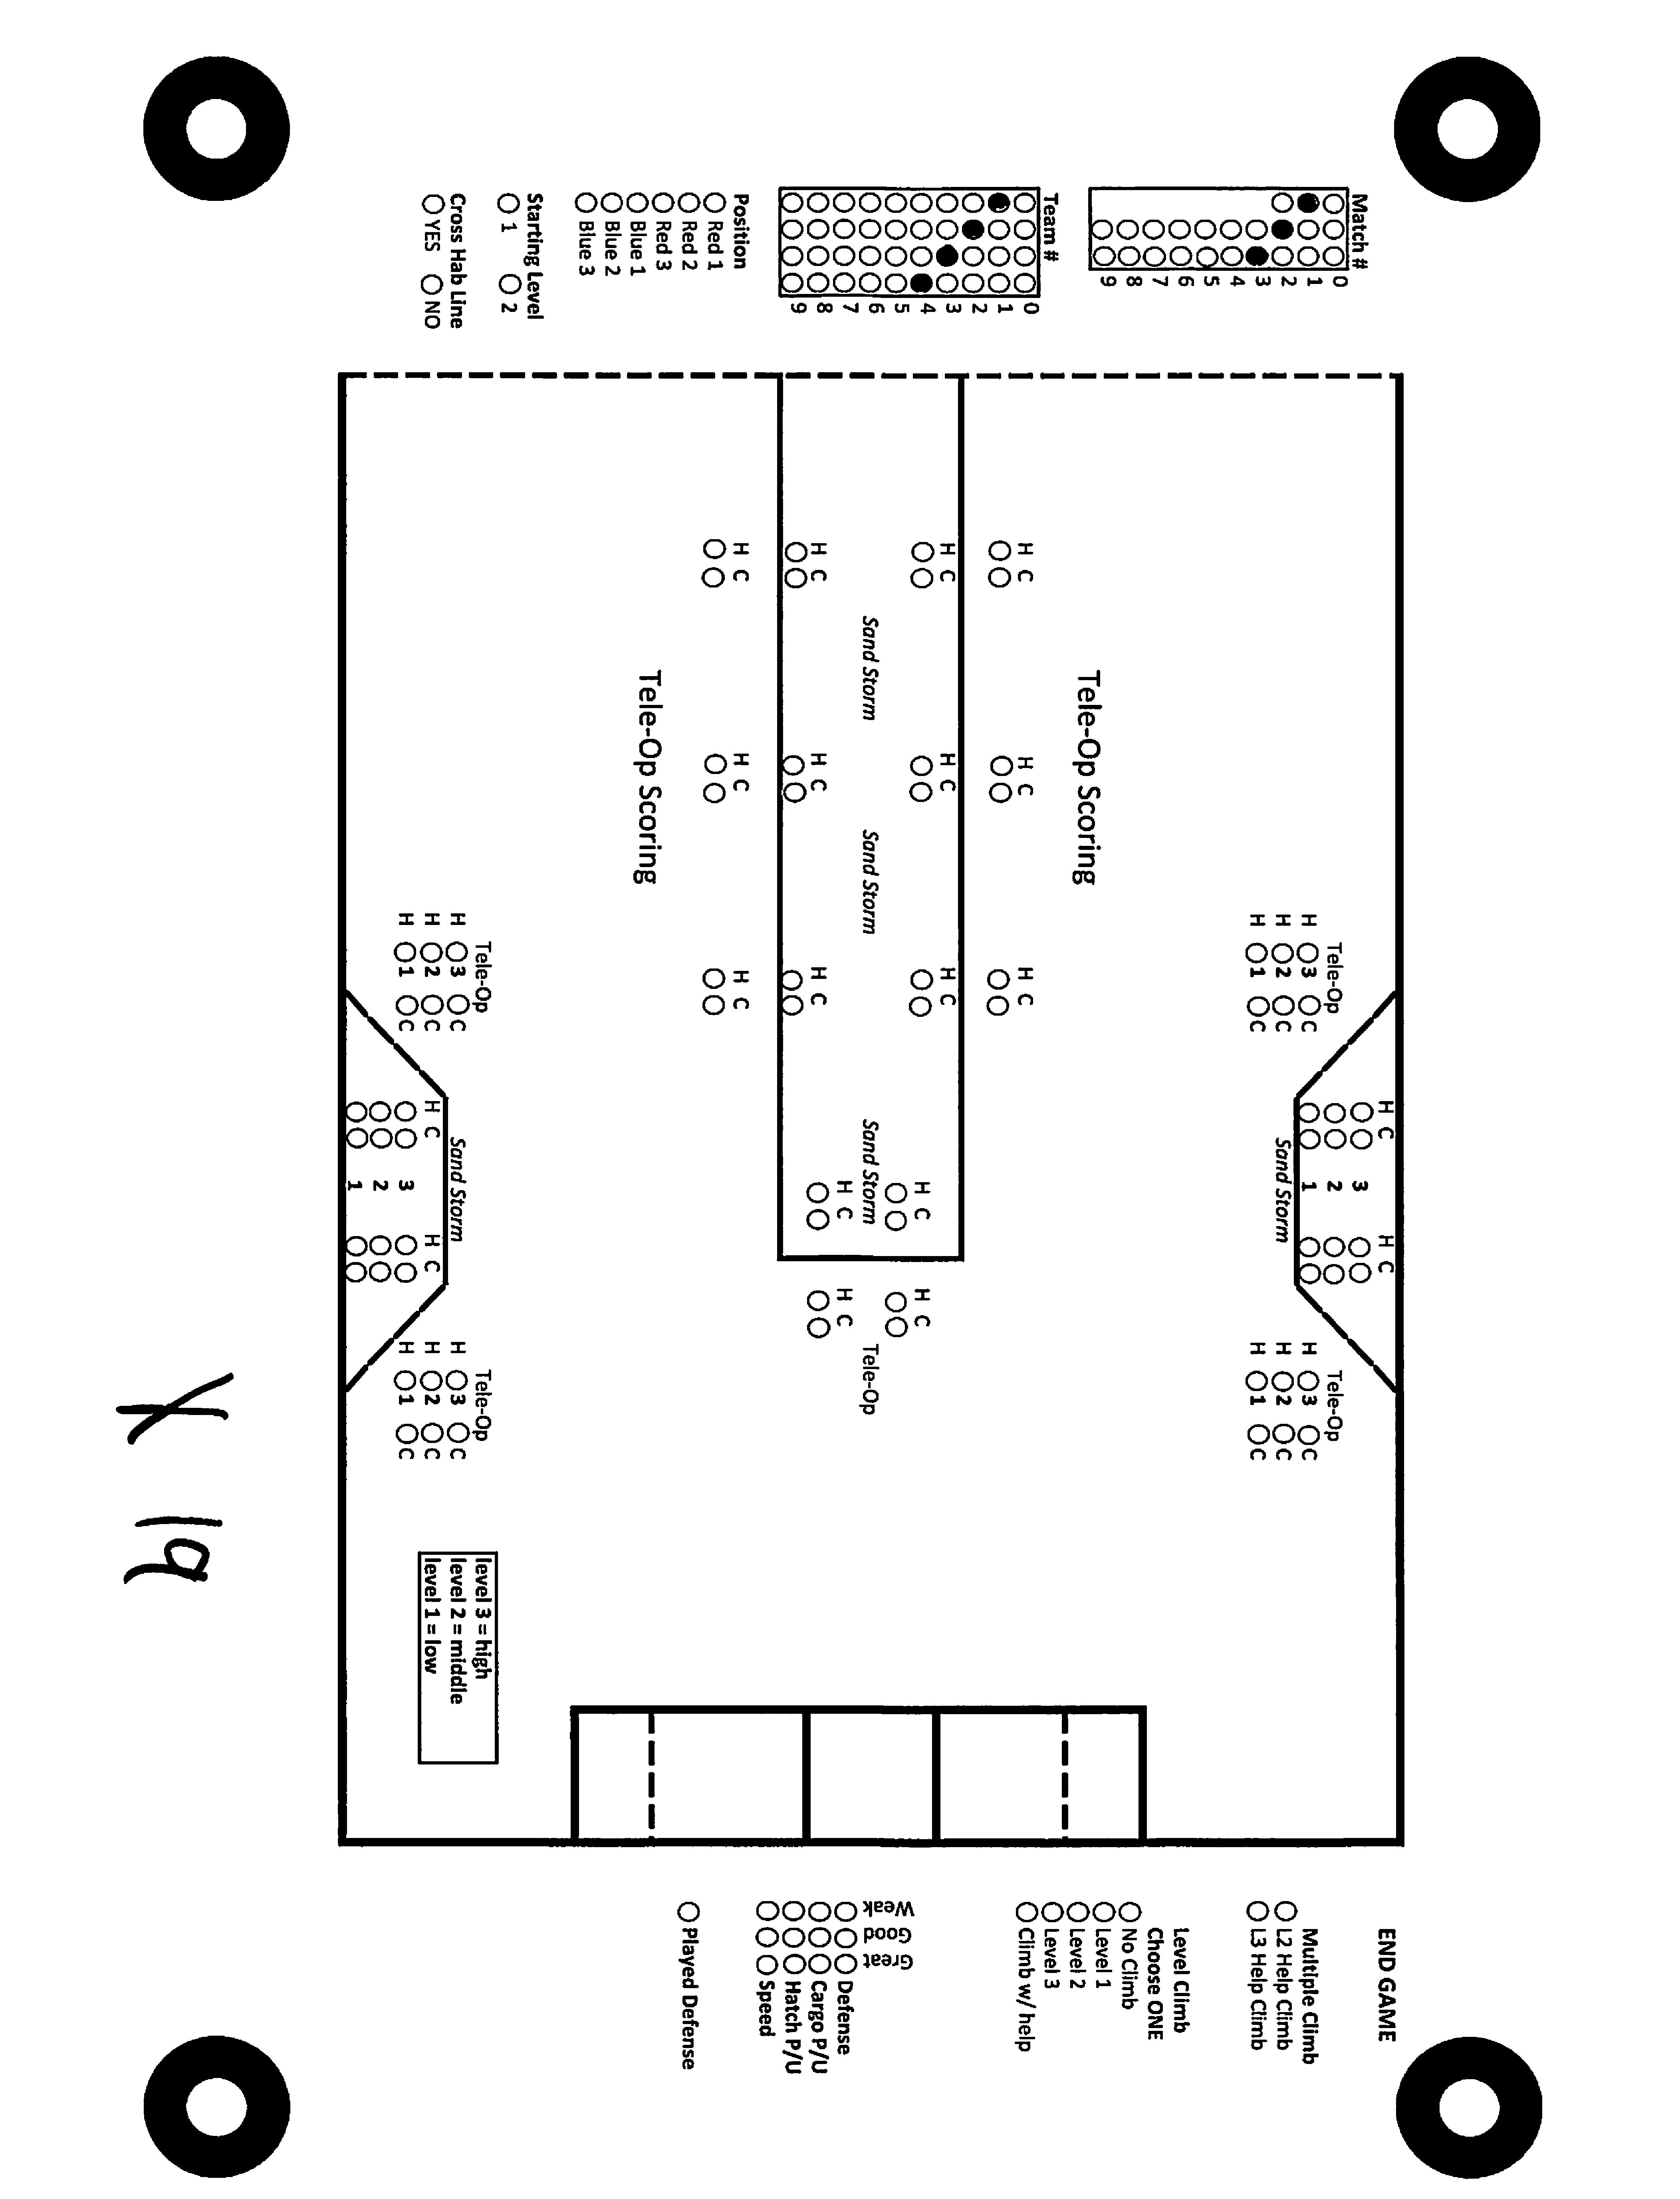 Match #
0
1
2
3
4
5
6
7
8
9
Team #
0
1
2
3
4
5
6
7
8
9
Position
Red 1
Red 2
Red 3
Blue 1
Blue 2
Blue 3
Starting Level
1 2
Cross Hab Line
YES NO
H C H C
3
2
1
Sand Storm
Tele-Op
H 3 C
H 2 C
H 1 C
Tele-Op
H 3 C
H 2 C
H 1 C
Tele-Op Scoring
H C H C H C
H C H C H C
H C H C
Sand Storm Sand Storm Sand Storm
Tele-Op
H C H C
H C H C H C
H C H C H C
Tele-Op Scoring
Tele-Op
H 3 C
H 2 C
H 1 C
Tele-Op
H 3 C
H 2 C
H 1 C
Sand Storm
H C H C
3
2
1
level 3 = high
level 2 = middle
level 1 = low
END GAME
Multiple Climb
L2 Help Climb
L3 Help Climb
Level Climb
Choose ONE
No Climb
Level 1
Level 2
Level 3
Climb w/ help
Weak Good Great
Defense
Cargo P/U
Hatch P/U
Speed
Played Defense
X 19